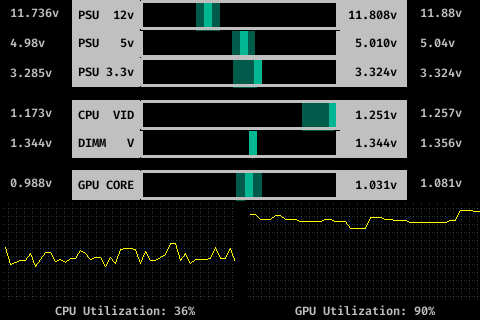 11.736v PSU 12v 11.808v 11.88v
4.98v PSU 5v 5.010v 5.04v
3.285v PSU 3.3v 3.324v 3.324v
1.173v CPU VID 1.251v 1.257v
1.344v DIMM V 1.344v 1.356v
0.988v GPU CORE 1.031v 1.081v
CPU Utilization: 36% GPU Utilization: 90%